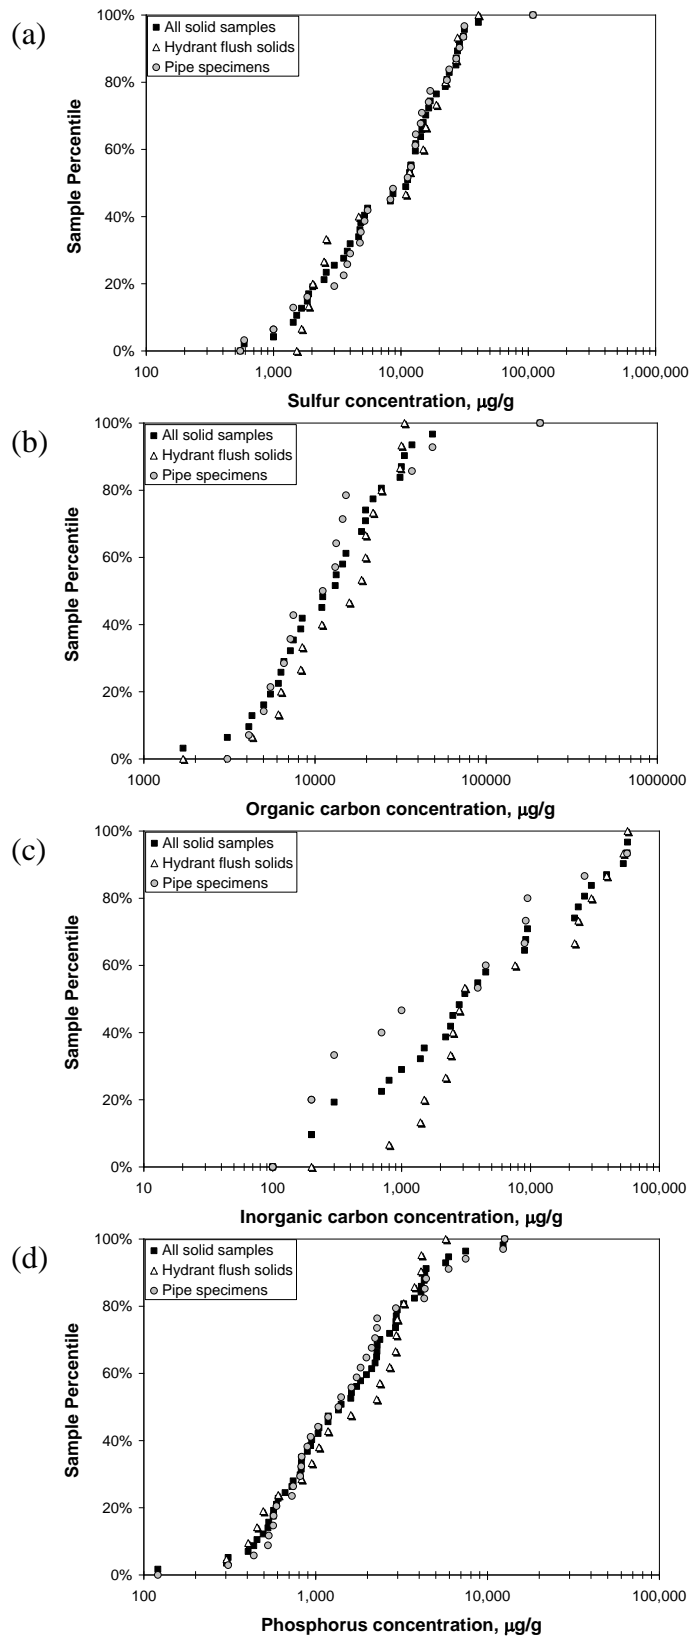 (a)
100%
80%
60%
40%
20%
0%
Sample Percentile
All solid samples
Hydrant flush solids
Pipe specimens
100 1,000 10,000 100,000 1,000,000
Sulfur concentration, µg/g
(b)
100%
80%
60%
40%
20%
0%
Sample Percentile
All solid samples
Hydrant flush solids
Pipe specimens
1000 10000 100000 1000000
Organic carbon concentration, µg/g
(c)
100%
80%
60%
40%
20%
0%
Sample Percentile
All solid samples
Hydrant flush solids
Pipe specimens
10 100 1,000 10,000 100,000
Inorganic carbon concentration, µg/g
(d)
100%
80%
60%
40%
20%
0%
Sample Percentile
All solid samples
Hydrant flush solids
Pipe specimens
100 1,000 10,000 100,000
Phosphorus concentration, µg/g